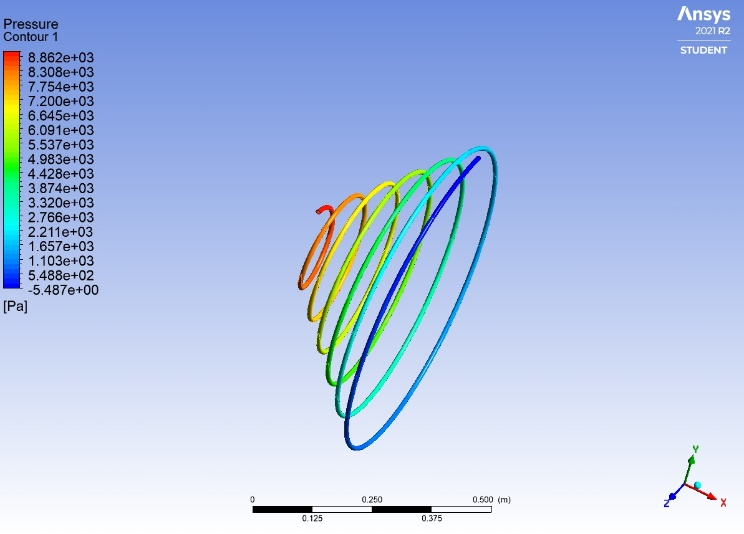 Pressure
Contour 1
8.862e+03
8.308e+03
7.754e+03
7.200e+03
6.645e+03
6.091e+03
5.537e+03
4.983e+03
4.428e+03
3.874e+03
3.320e+03
2.766e+03
2.211e+03
1.657e+03
1.103e+03
5.488e+02
-5.487e+00
[Pa]
Ansys
2021 R2
STUDENT
0 0.250 0.500 (m)
0.125 0.375
Y
Z X